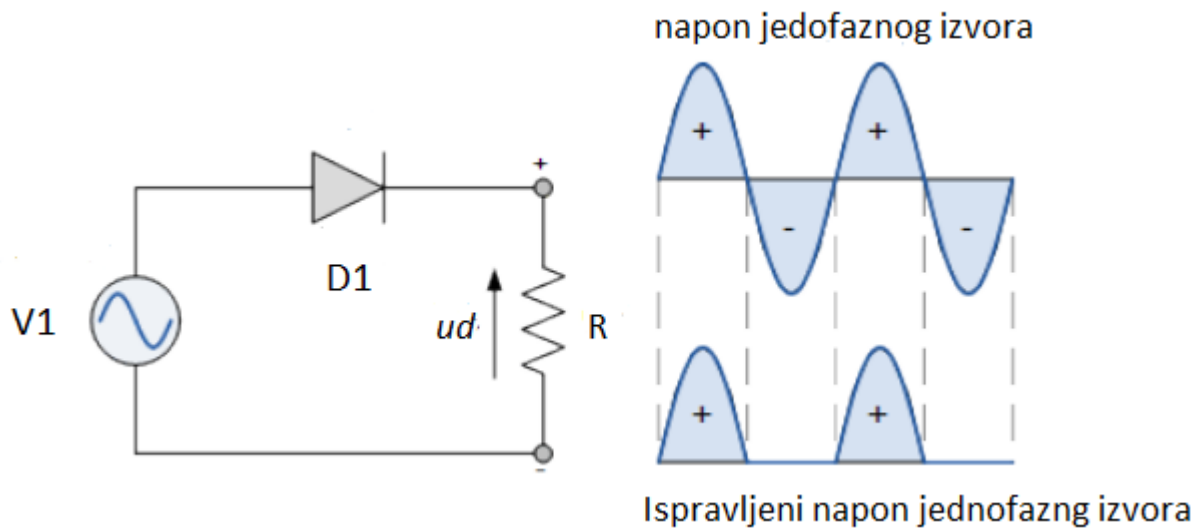 napon jedofaznog izvora
+
+
-
-
+
D1
V1
ud
R
-
+
+
Ispravljeni napon jednofazng izvora